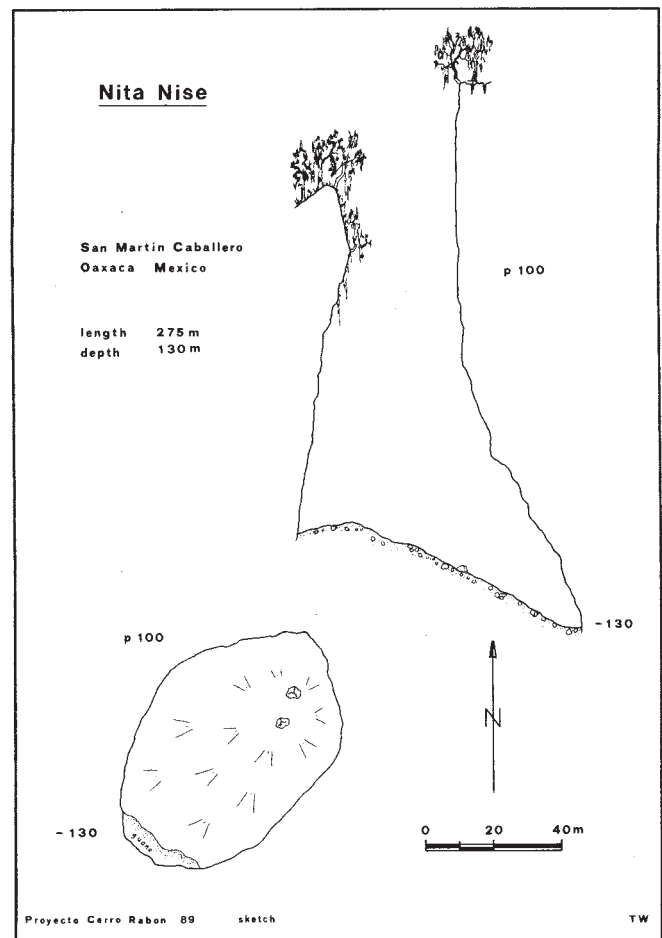 Nita Nise
San Martin Caballero
Oaxaca Mexico
p 100
length 275 m
depth 130 m
-130
p 100
N
-130
guano
0 20 40m
Proyecto Cerro Rabon 89 sketch TW